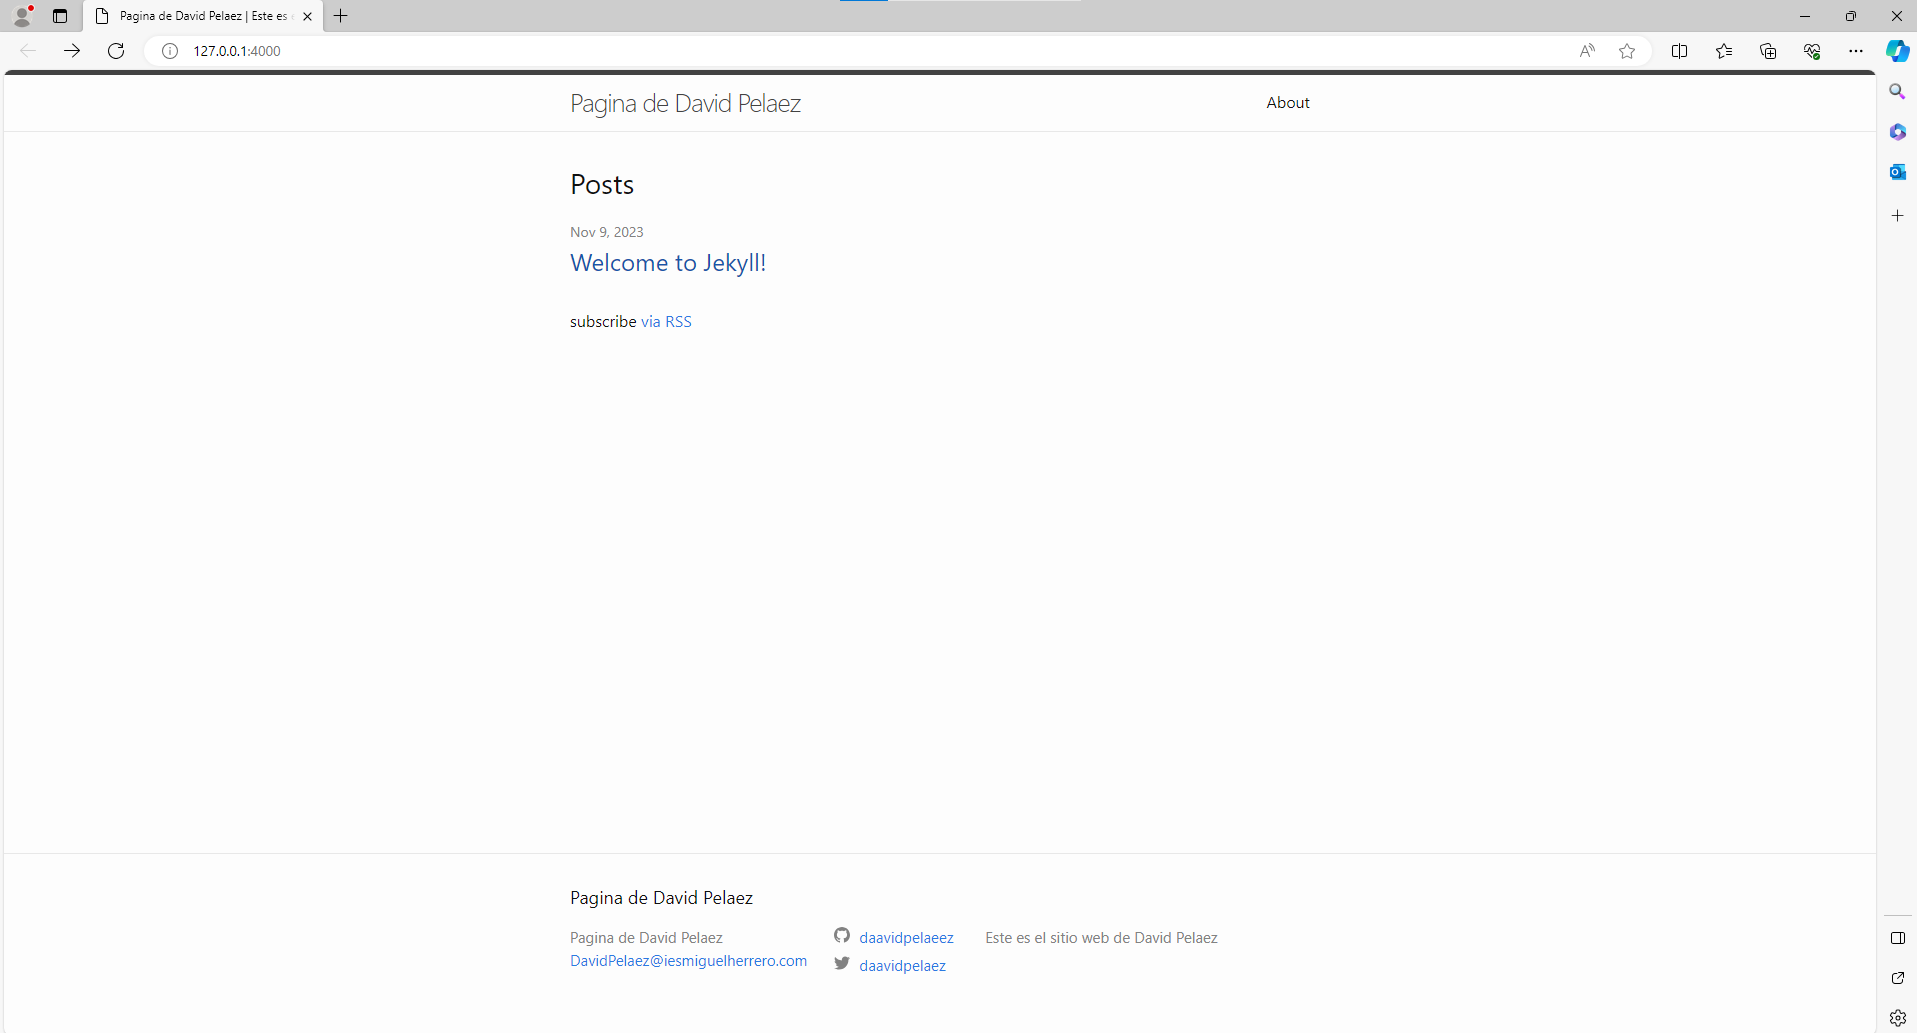 Pagina de David Pelaez | Este es
127.0.0.1:4000
Pagina de David Pelaez
About
Posts
Nov 9, 2023
Welcome to Jekyll!
subscribe via RSS
Pagina de David Pelaez
Pagina de David Pelaez
DavidPelaez@iesmiguelherrero.com
daavidpelaeez
daavidpelaez
Este es el sitio web de David Pelaez